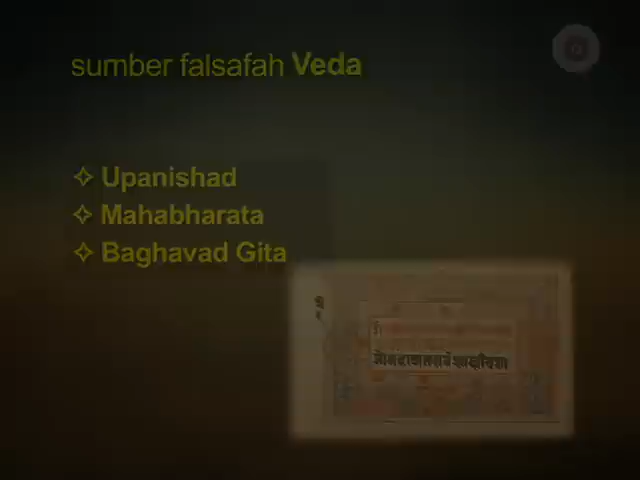 sumber falsafah Veda
✧ Upanishad
✧ Mahabharata
✧ Baghavad Gita